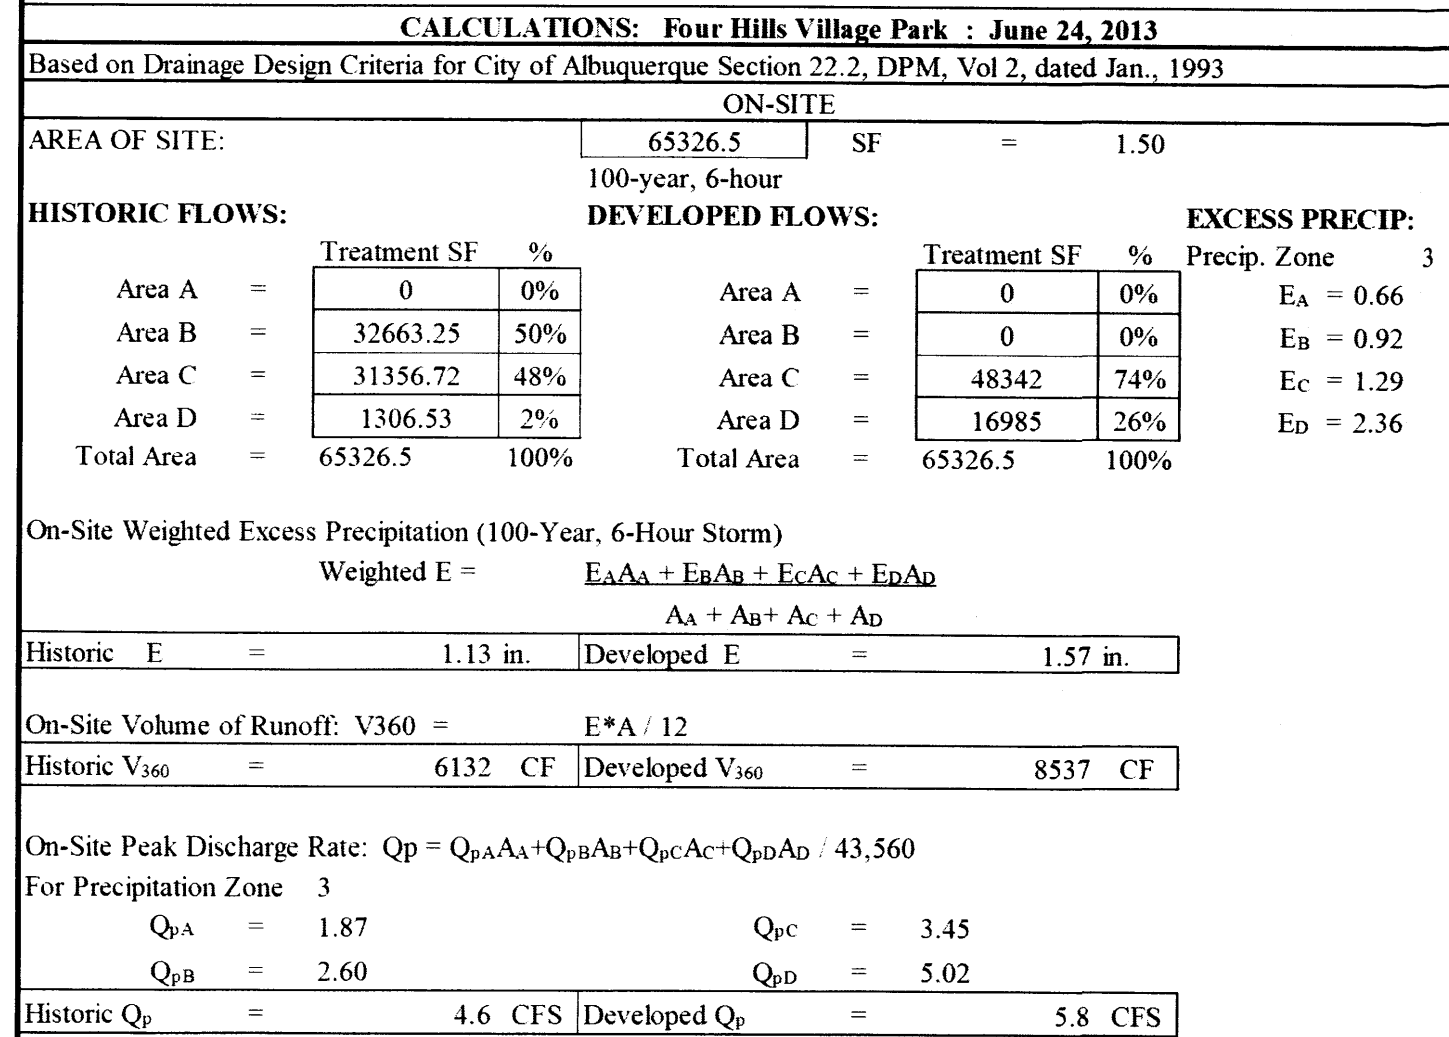 CALCULATIONS: Four Hills Village Park : June 24, 2013
Based on Drainage Design Criteria for City of Albuquerque Section 22.2, DPM, Vol 2, dated Jan., 1993
ON-SITE
AREA OF SITE: 65326.5 SF = 1.50
100-year, 6-hour
HISTORIC FLOWS: DEVELOPED FLOWS: EXCESS PRECIP:
Treatment SF % Treatment SF % Precip. Zone 3
Area A = 0 0% Area A = 0 0% EA = 0.66
Area B = 32663.25 50% Area B = 0 0% EB = 0.92
Area C = 31356.72 48% Area C = 48342 74% EC = 1.29
Area D = 1306.53 2% Area D = 16985 26% ED = 2.36
Total Area = 65326.5 100% Total Area = 65326.5 100%
On-Site Weighted Excess Precipitation (100-Year, 6-Hour Storm)
Weighted E = EAAA + EBAB + ECAC + EDAD
AA + AB+ AC + AD
Historic E = 1.13 in. Developed E = 1.57 in.
On-Site Volume of Runoff: V360 = E*A / 12
Historic V360 = 6132 CF Developed V360 = 8537 CF
On-Site Peak Discharge Rate: Qp = QpAAA+QpBAB+QpCAC+QpDAD / 43,560
For Precipitation Zone 3
QpA = 1.87 QpC = 3.45
QpB = 2.60 QpD = 5.02
Historic Qp = 4.6 CFS Developed Qp = 5.8 CFS